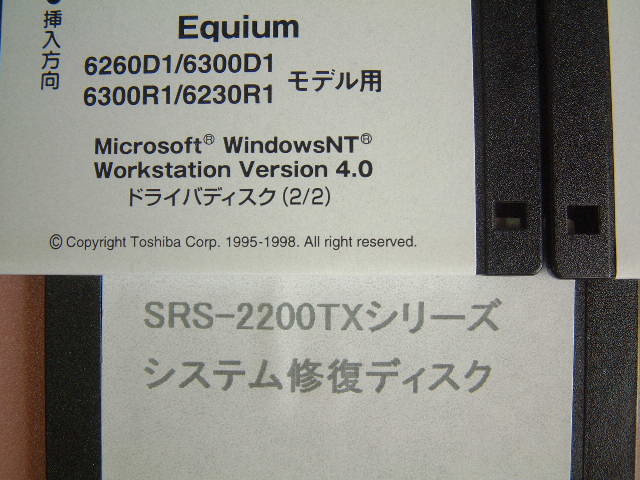 挿入方向
Equium
6260D1/6300D1
6300R1/6230R1 モデル用
Microsoft® WindowsNT®
Workstation Version 4.0
ドライバディスク(2/2)
© Copyright Toshiba Corp. 1995-1998. All right reserved.
SRS-2200TXシリーズ
システム修復ディスク